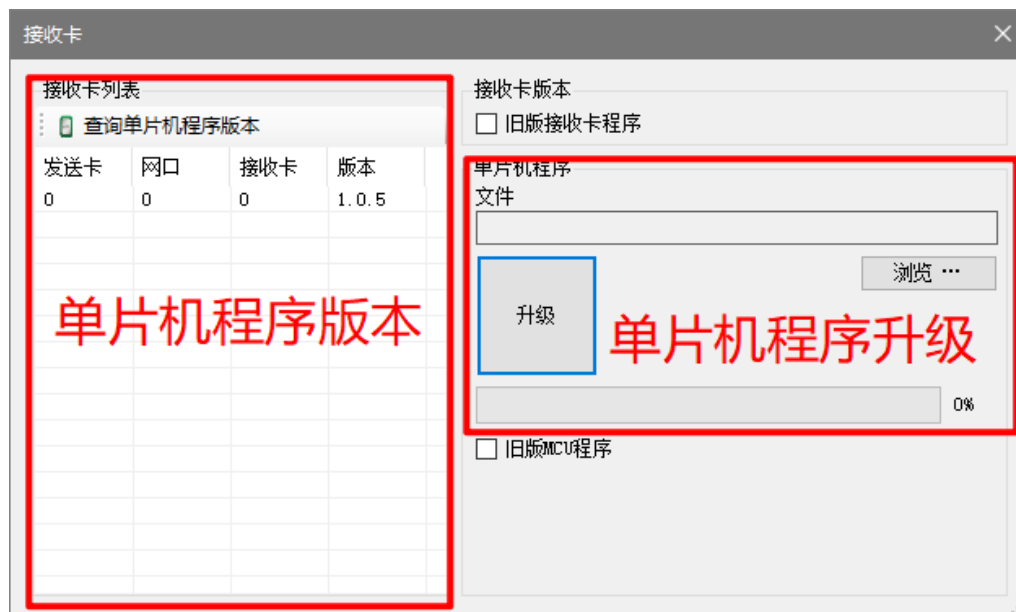 接收卡
接收卡列表
查询单片机程序版本
发送卡 网口 接收卡 版本
0 0 0 1.0.5
单片机程序版本
接收卡版本
旧版接收卡程序
单片机程序
文件
浏览 …
升级
单片机程序升级
0%
旧版MCU程序